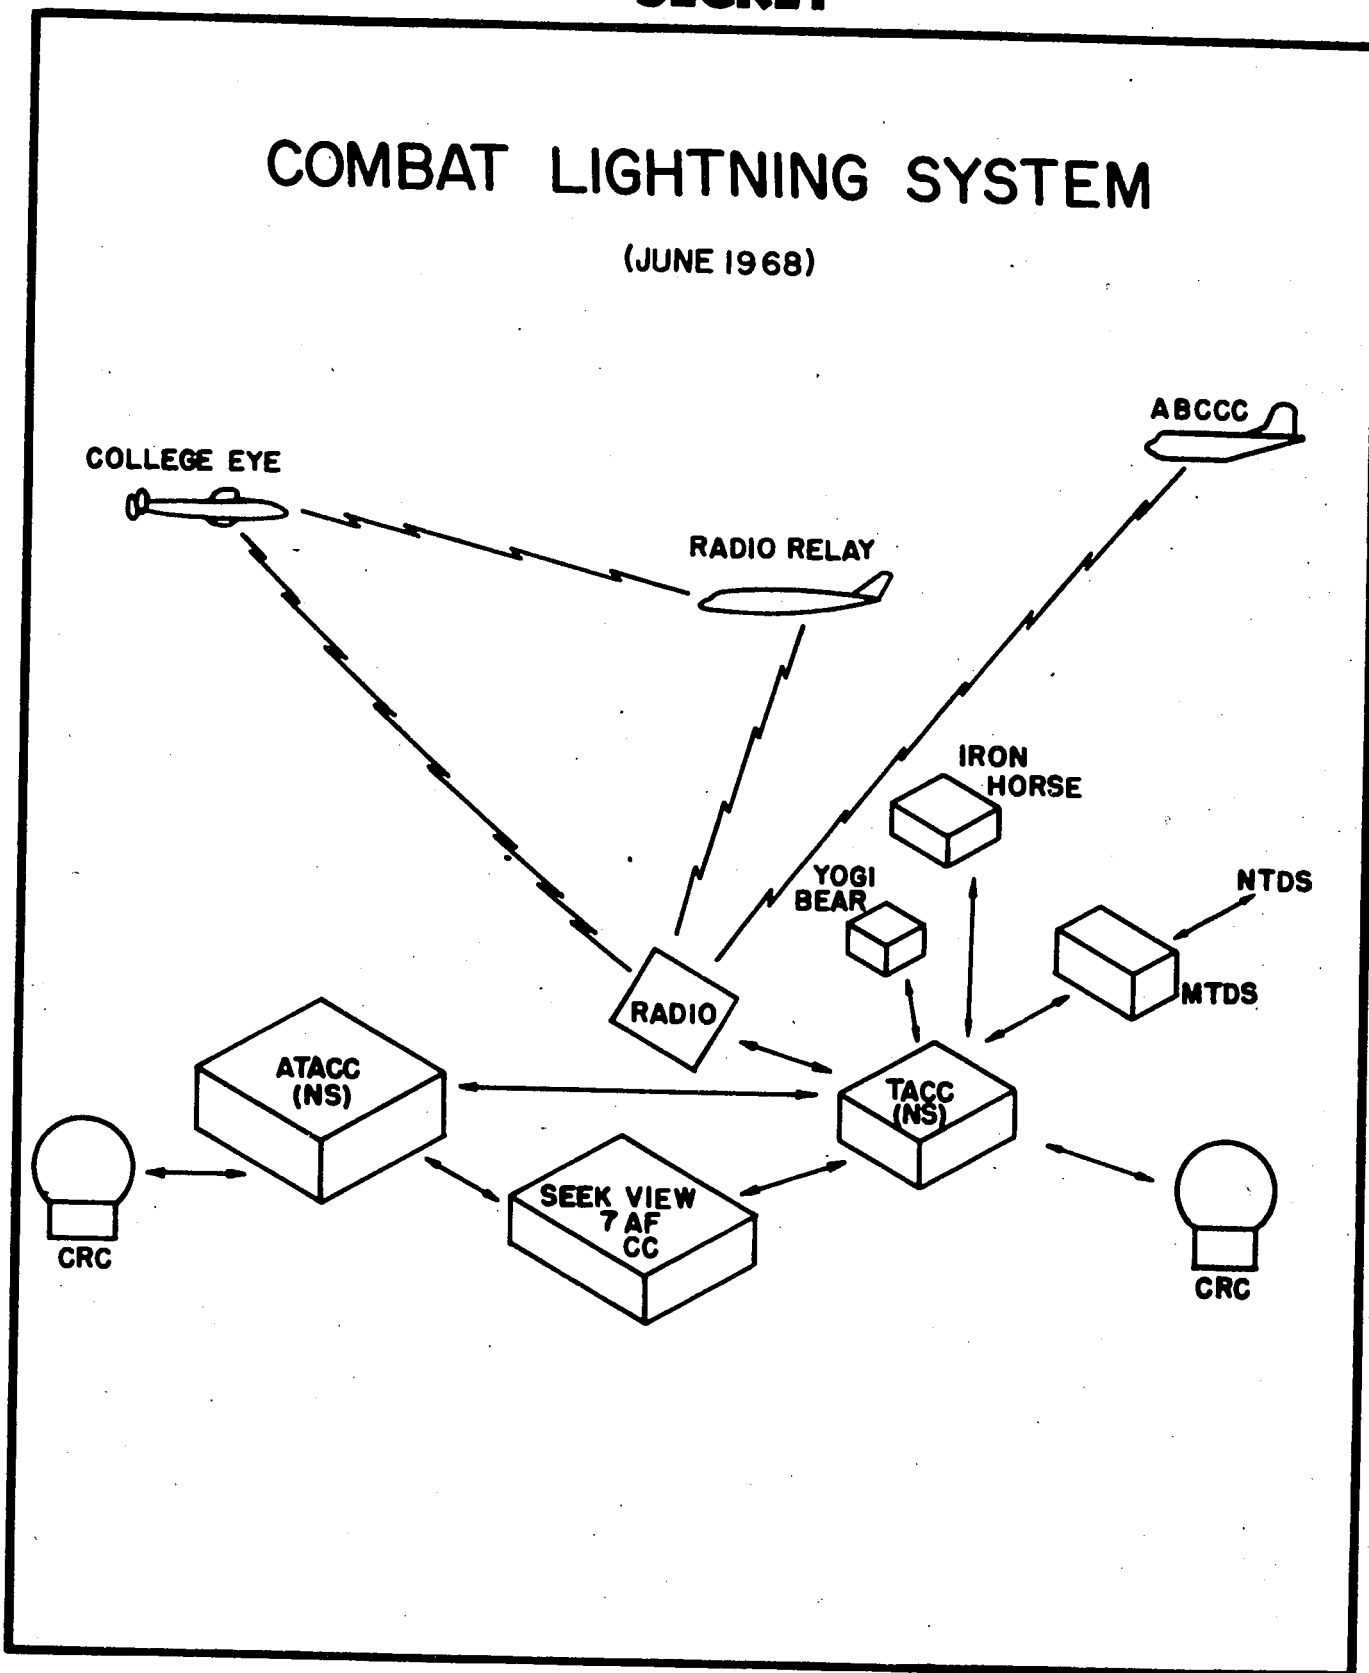 SECRET
COMBAT LIGHTNING SYSTEM
(JUNE 1968)
ABCCC
COLLEGE EYE
RADIO RELAY
IRON
HORSE
YOGI
BEAR
NTDS
MTDS
RADIO
ATACC
(NS)
TACC
(NS)
SEEK VIEW
7 AF
CC
CRC
CRC